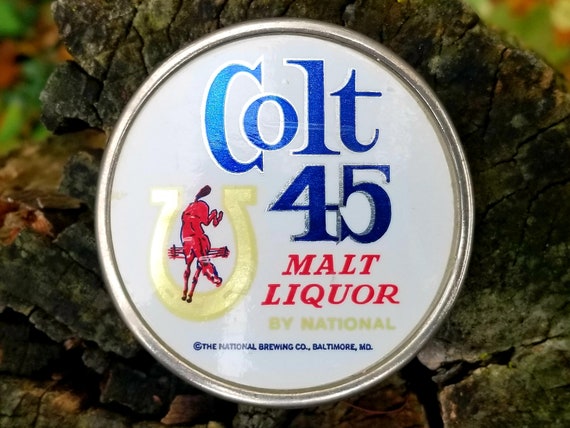 Colt
45
MALT
LIQUOR
BY NATIONAL
©THE NATIONAL BREWING CO., BALTIMORE, MD.